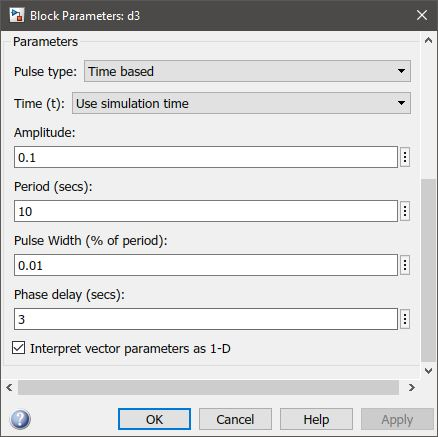 Block Parameters: d3
Parameters
Pulse type: Time based
Time (t): Use simulation time
Amplitude:
0.1
Period (secs):
10
Pulse Width (% of period):
0.01
Phase delay (secs):
3
Interpret vector parameters as 1-D
OK Cancel Help Apply